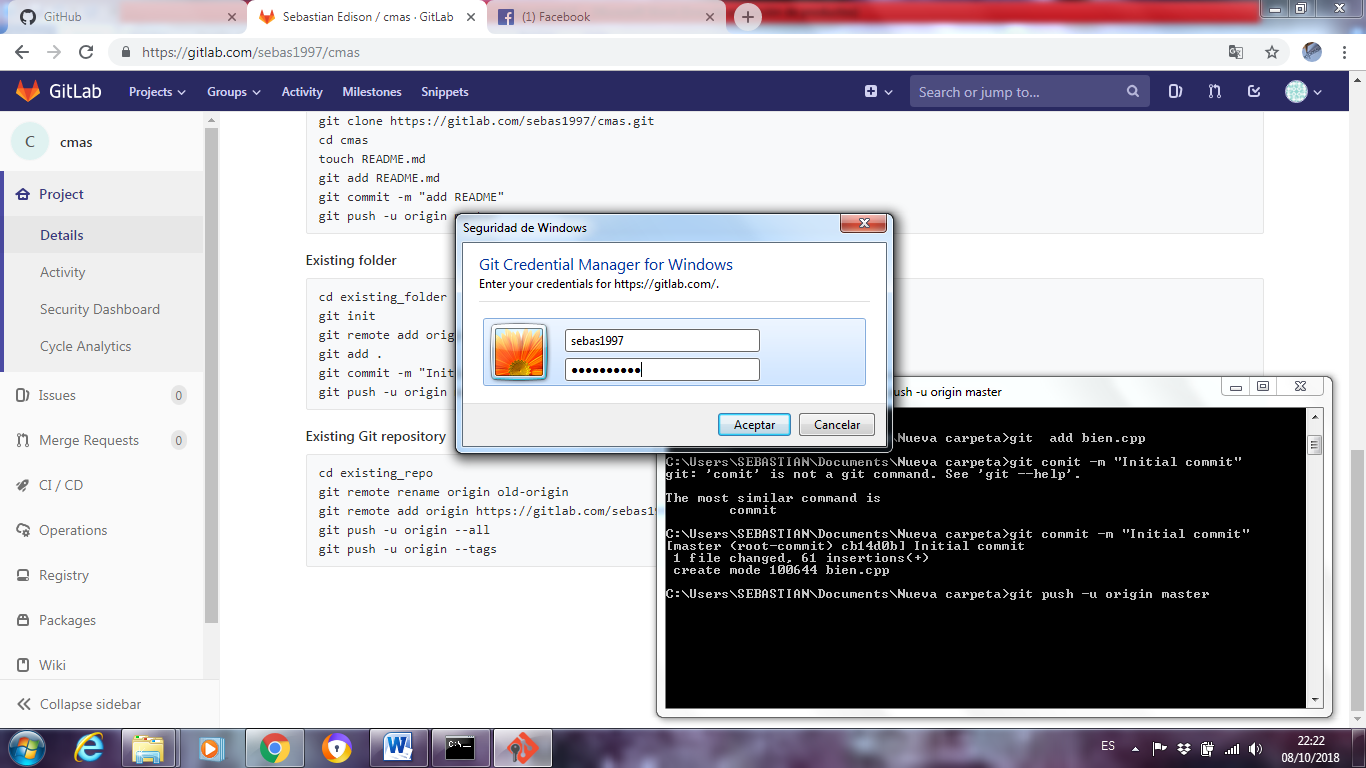 GitHub
Sebastian Edison / cmas · GitLab
(1) Facebook
https://gitlab.com/sebas1997/cmas
GitLab
Projects
Groups
Activity
Milestones
Snippets
Search or jump to...
C
cmas
Project
Details
Activity
Security Dashboard
Cycle Analytics
Issues
0
Merge Requests
0
CI / CD
Operations
Registry
Packages
Wiki
Collapse sidebar
git clone https://gitlab.com/sebas1997/cmas.git
cd cmas
touch README.md
git add README.md
git commit -m "add README"
git push -u origin
Existing folder
cd existing_folder
git init
git remote add
git add .
git commit -m
git push -u origin
Existing Git repository
cd existing_repo
git remote rename origin old-origin
git remote add origin https://gitlab.com/sebas1
git push -u origin --all
git push -u origin --tags
Seguridad de Windows
Git Credential Manager for Windows
Enter your credentials for https://gitlab.com/.
sebas1997
●●●●●●●●●●
Aceptar
Cancelar
push -u origin master
\Nueva carpeta>git  add bien.cpp
C:\Users\SEBASTIAN\Documents\Nueva carpeta>git comit -m "Initial commit"
git: 'comit' is not a git command. See 'git --help'.
The most similar command is
commit
C:\Users\SEBASTIAN\Documents\Nueva carpeta>git commit -m "Initial commit"
[master (root-commit) cb14d0b] Initial commit
1 file changed, 61 insertions(+)
create mode 100644 bien.cpp
C:\Users\SEBASTIAN\Documents\Nueva carpeta>git push -u origin master
ES
22:22
08/10/2018